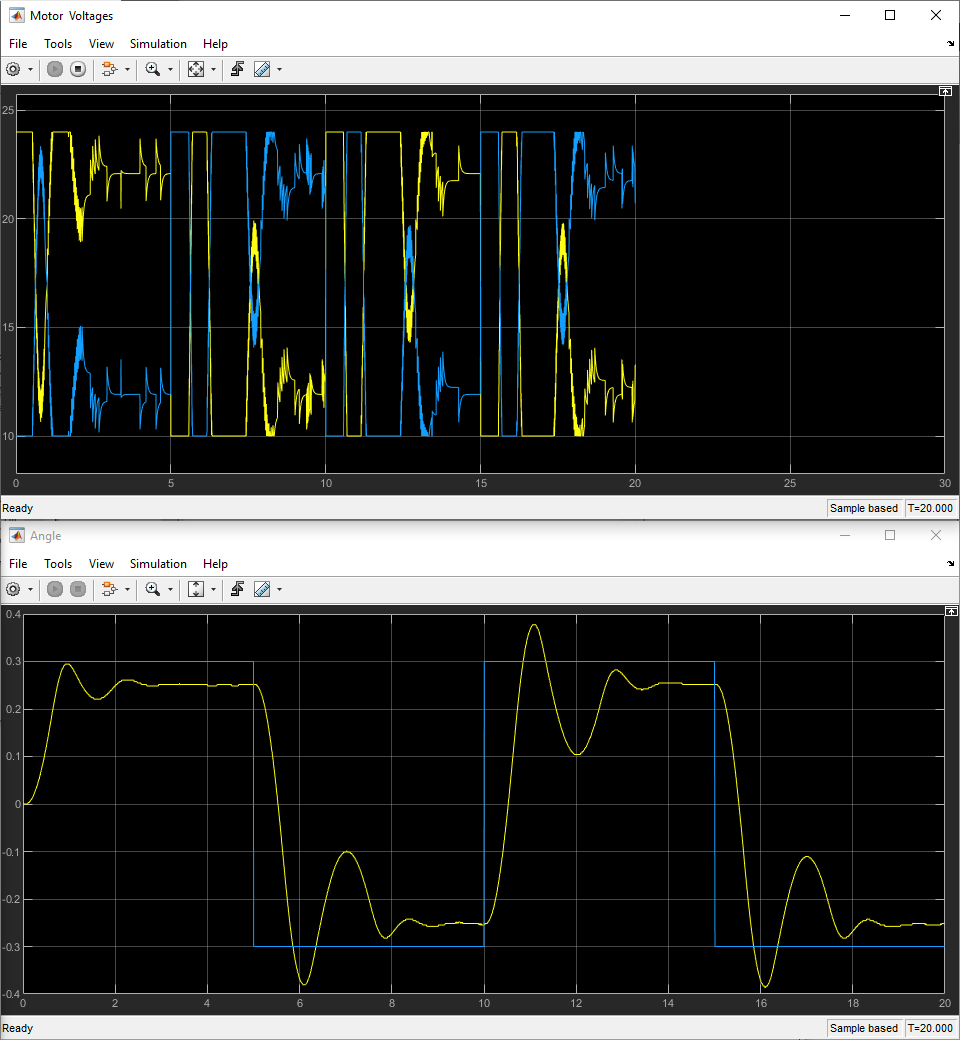 Motor Voltages
File Tools View Simulation Help
25
20
15
10
0 5 10 15 20 25 30
Ready Sample based T=20.000
Angle
File Tools View Simulation Help
0.4
0.3
0.2
0.1
0
-0.1
-0.2
-0.3
-0.4
0 2 4 6 8 10 12 14 16 18 20
Ready Sample based T=20.000